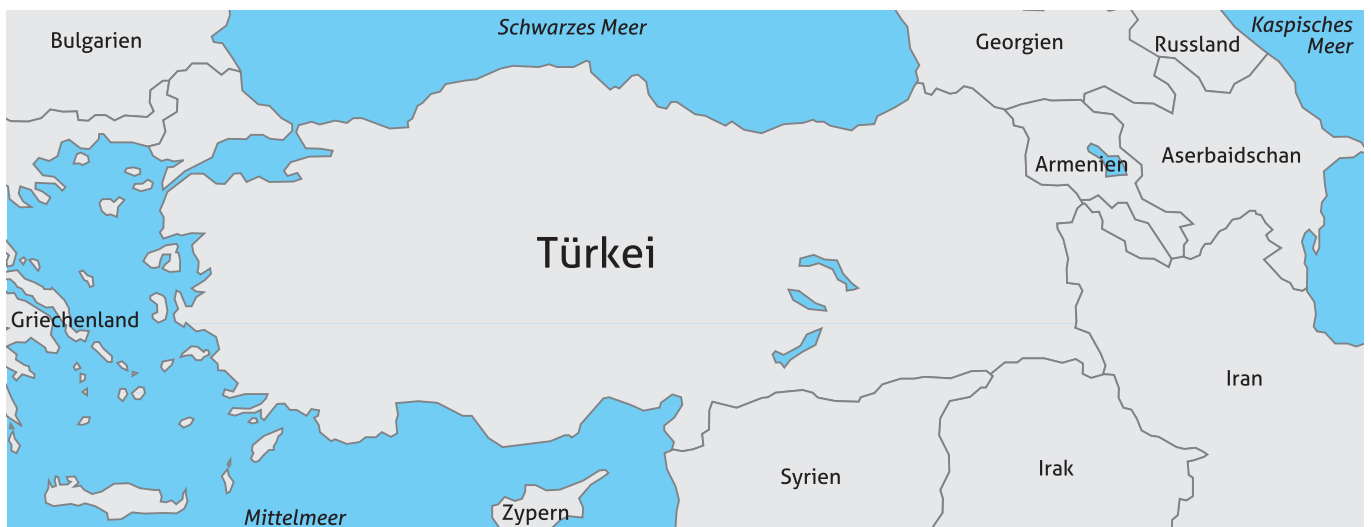 Schwarzes Meer
Kaspisches
Meer
Bulgarien
Georgien
Russland
Armenien
Aserbaidschan
Türkei
Griechenland
Iran
Syrien
Irak
Zypern
Mittelmeer